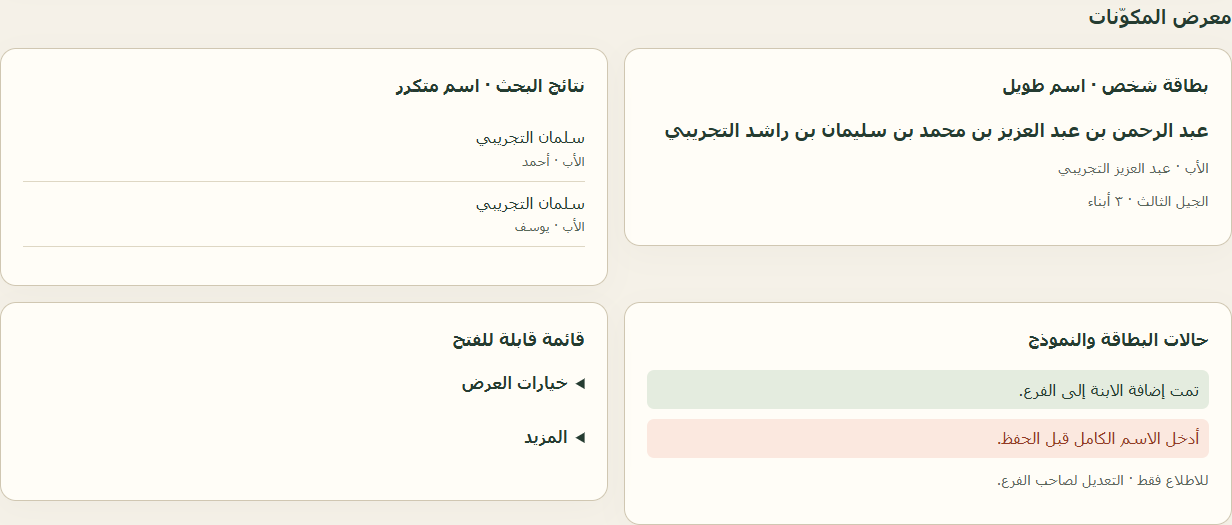 معرض المكوّنات
بطاقة شخص · اسم طويل
عبد الرحمن بن عبد العزيز بن محمد بن سليمان بن راشد التجريبي
الأب · عبد العزيز التجريبي
الجيل الثالث · ٣ أبناء
نتائج البحث · اسم متكرر
سلمان التجريبي
الأب · أحمد
سلمان التجريبي
الأب · يوسف
حالات البطاقة والنموذج
تمت إضافة الابنة إلى الفرع.
أدخل الاسم الكامل قبل الحفظ.
للاطلاع فقط · التعديل لصاحب الفرع.
قائمة قابلة للفتح
خيارات العرض
المزيد